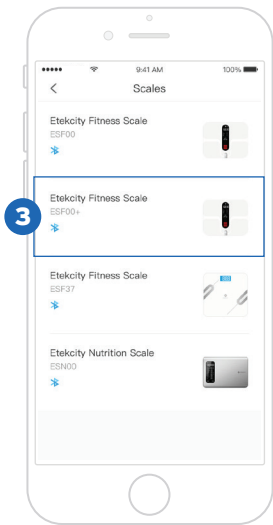 9:41 AM
100%
Scales
Etekcity Fitness Scale
ESF00
Etekcity Fitness Scale
ESF00+
3
Etekcity Fitness Scale
ESF37
Etekcity Nutrition Scale
ESN00